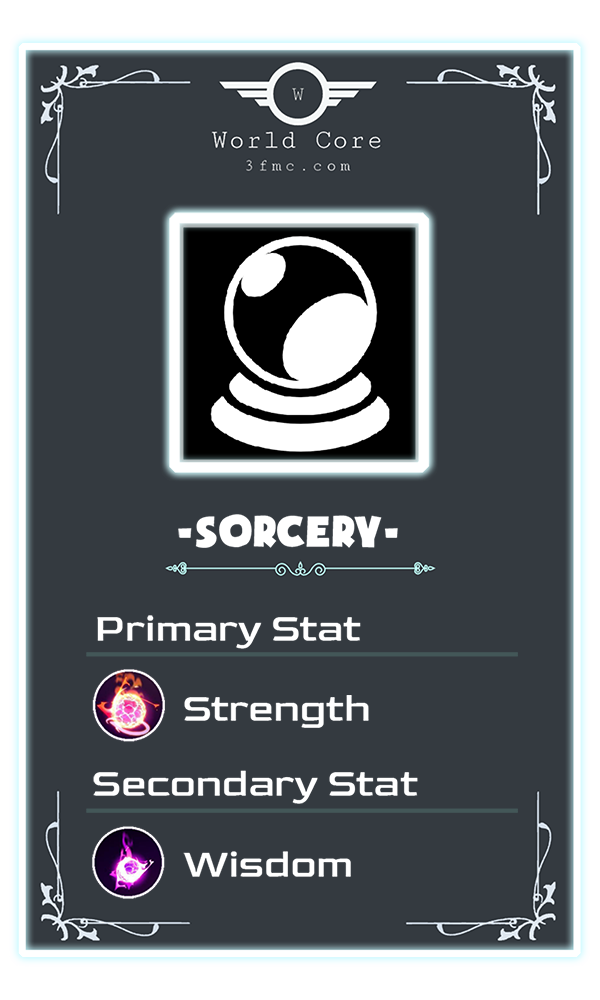 W
World Core
3fmc.com
-SORCERY-
Primary Stat
Strength
Secondary Stat
Wisdom